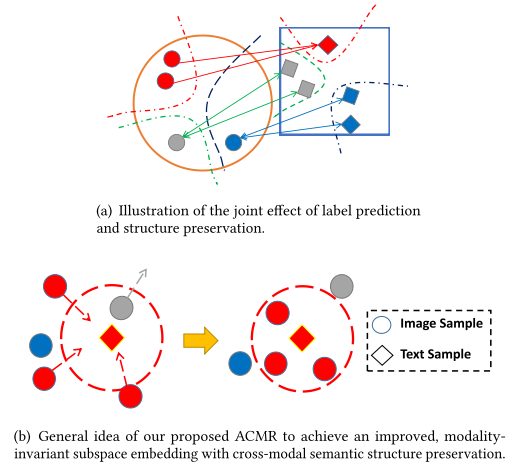 (a) Illustration of the joint effect of label prediction
and structure preservation.
Image Sample
Text Sample
(b) General idea of our proposed ACMR to achieve an improved, modality-
invariant subspace embedding with cross-modal semantic structure preservation.